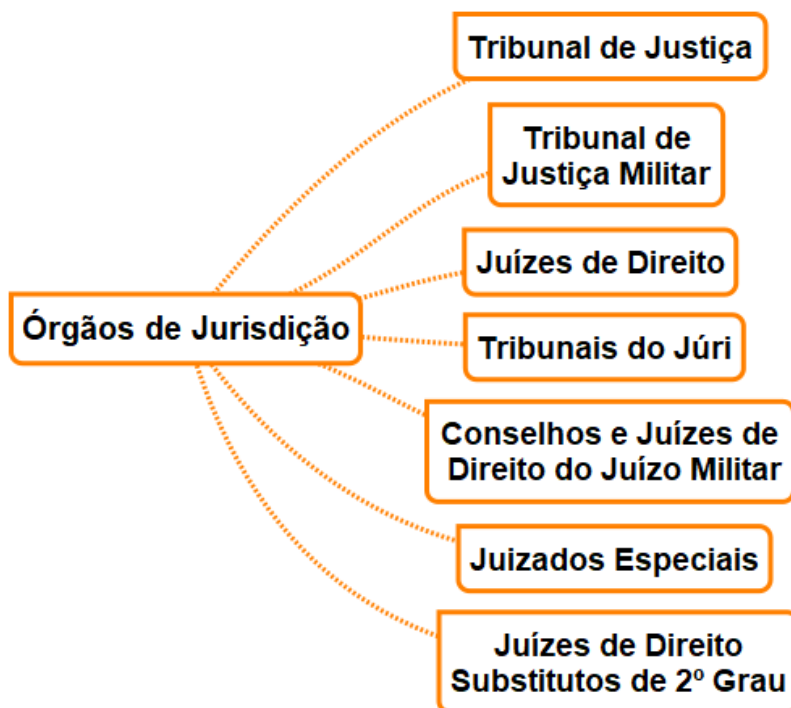 Tribunal de Justiça
Tribunal de
Justiça Militar
Juízes de Direito
Órgãos de Jurisdição
Tribunais do Júri
Conselhos e Juízes de
Direito do Juízo Militar
Juizados Especiais
Juízes de Direito
Substitutos de 2º Grau